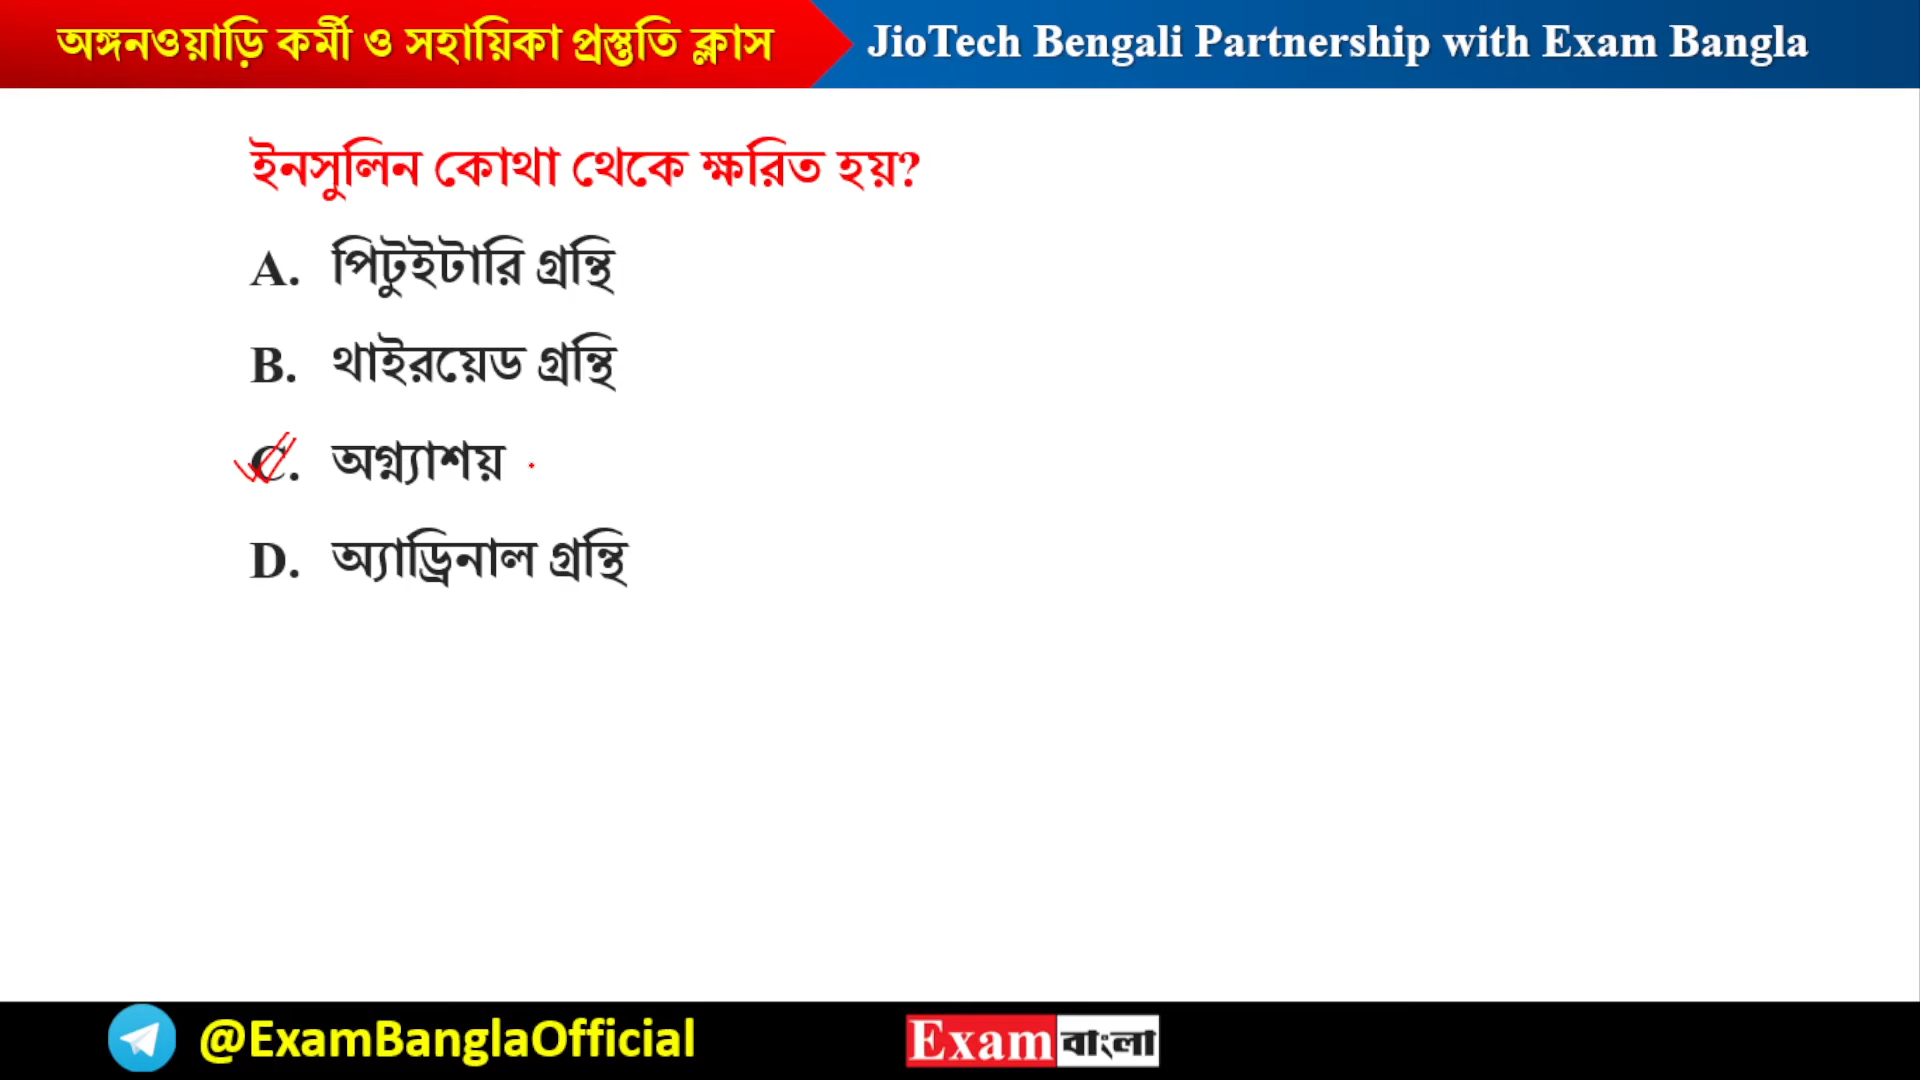 অঙ্গনওয়াড়ি কর্মী ও সহায়িকা প্রস্তুতি ক্লাস
JioTech Bengali Partnership with Exam Bangla
ইনসুলিন কোথা থেকে ক্ষরিত হয়?
A. পিটুইটারি গ্রন্থি
B. থাইরয়েড গ্রন্থি
C. অগ্ন্যাশয়
D. অ্যাড্রিনাল গ্রন্থি
@ExamBanglaOfficial
Exam বাংলা